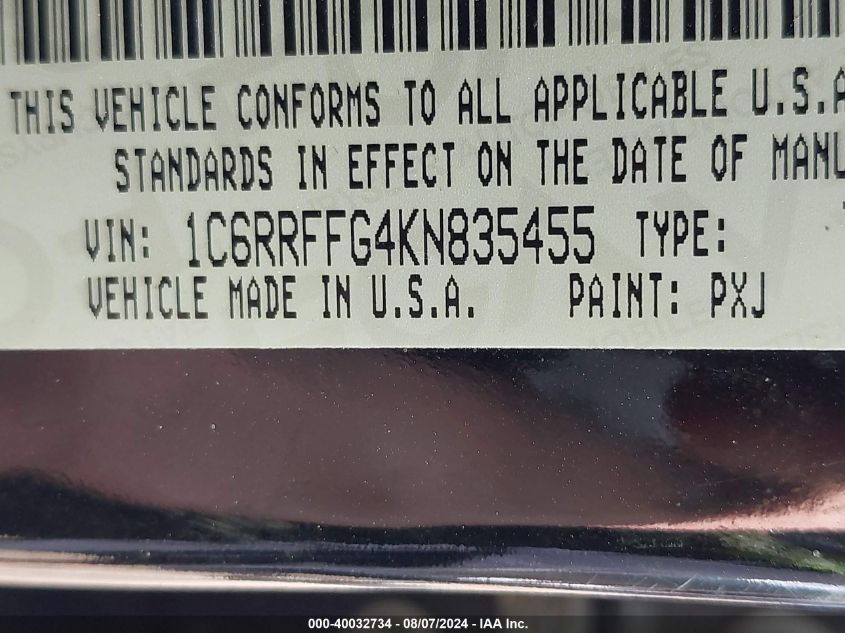 THIS VEHICLE CONFORMS TO ALL APPLICABLE U.S.A
STANDARDS IN EFFECT ON THE DATE OF
VIN: 1C6RRFFG4KN835455 TYPE:
VEHICLE MADE IN U.S.A. PAINT: PXJ
000-40032734 - 08/07/2024 - IAA Inc.